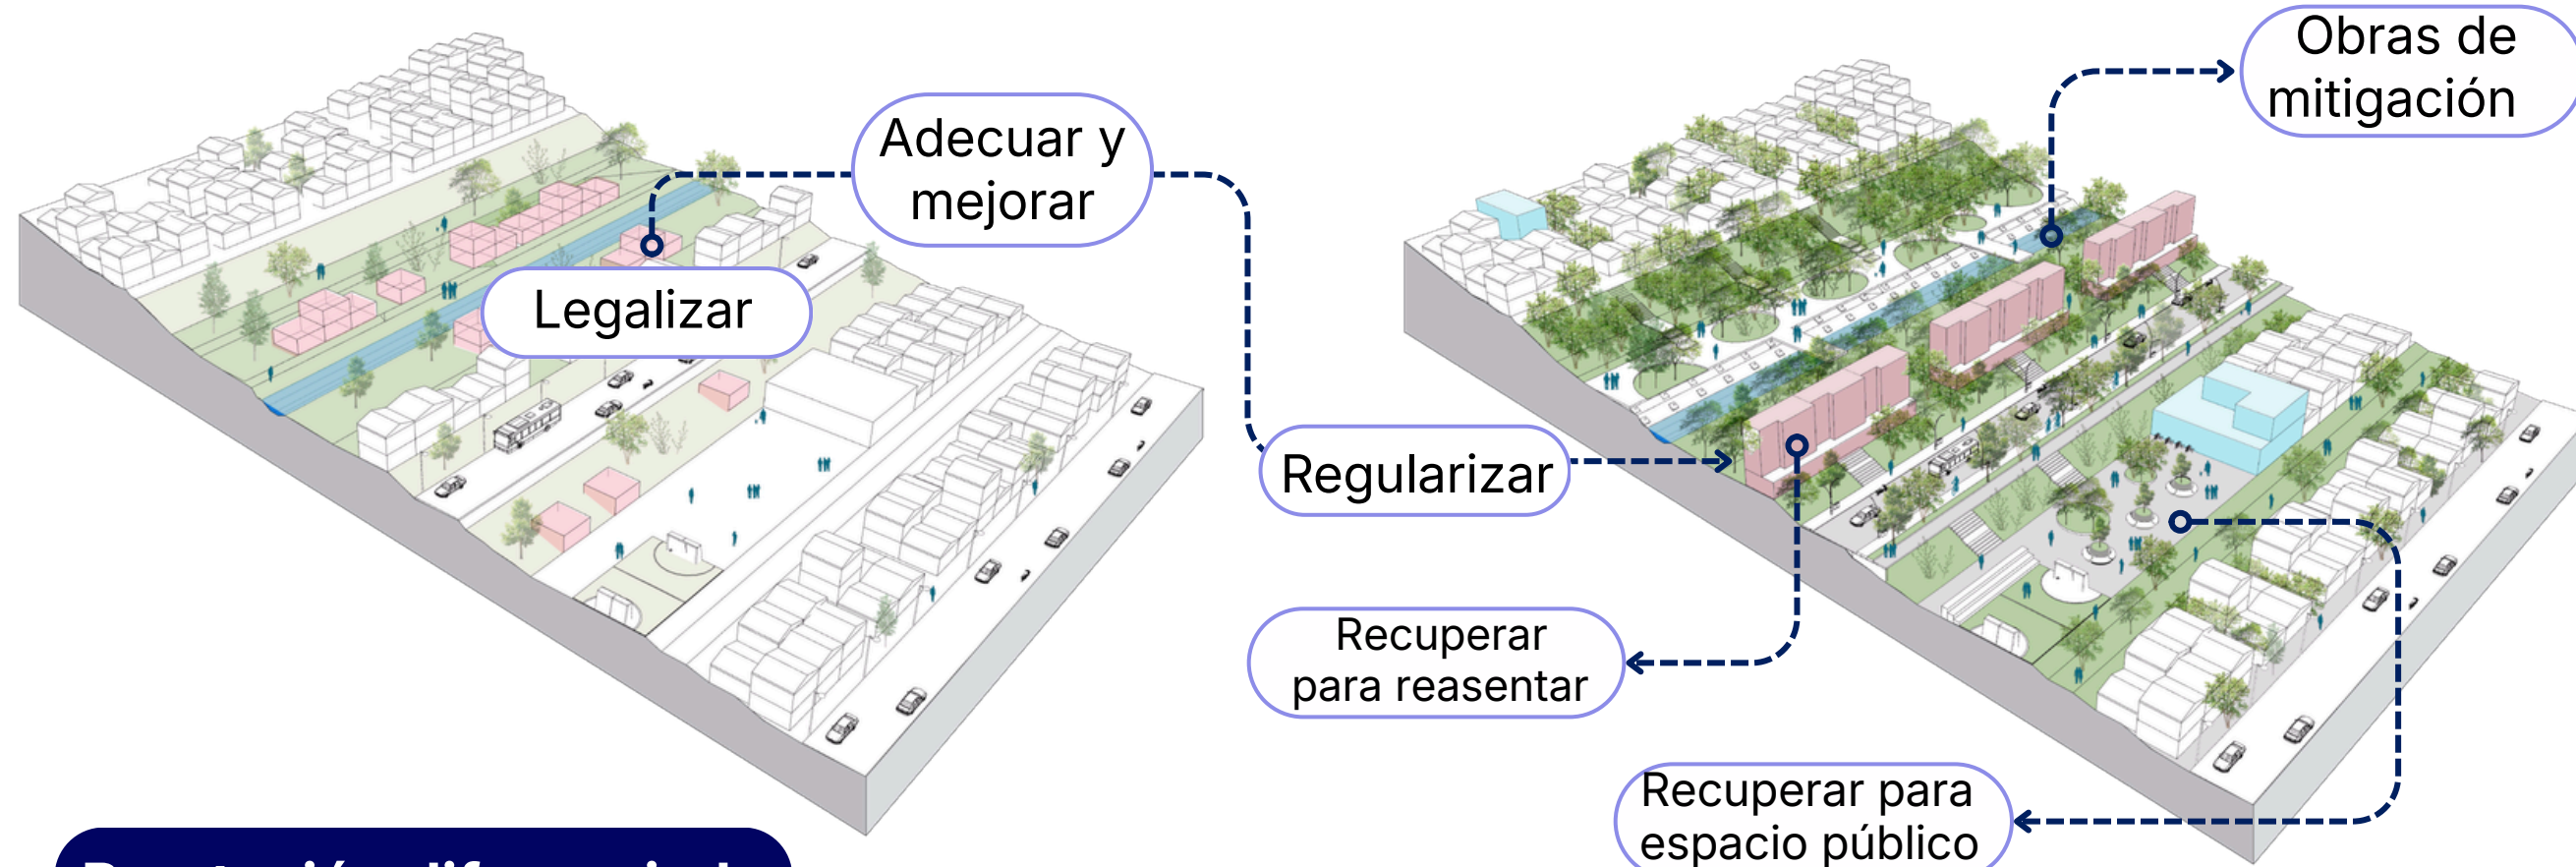 Adecuar y
mejorar
Legalizar
Obras de
mitigación
Regularizar
Recuperar
para reasentar
Recuperar para
espacio público